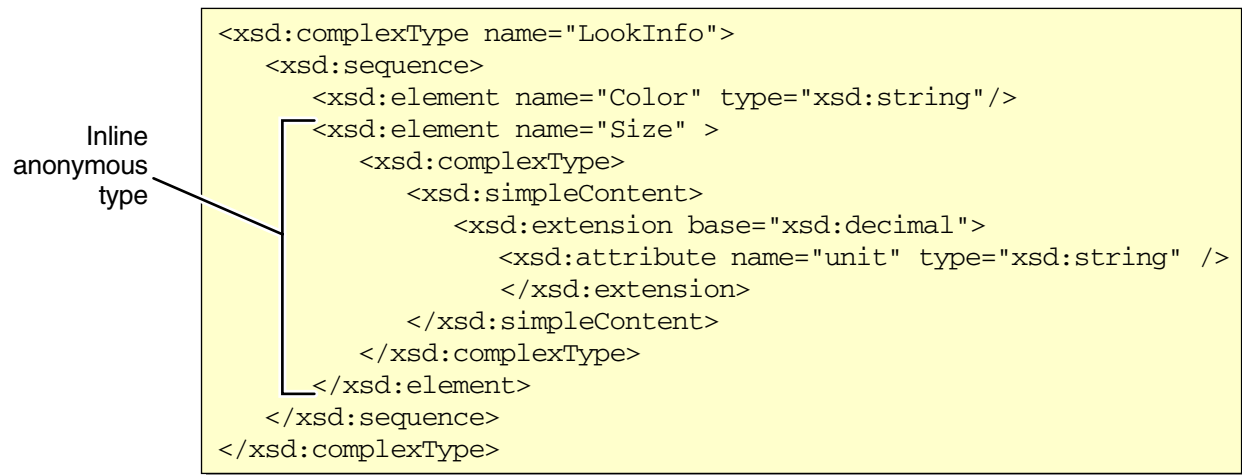 <xsd:complexType name="LookInfo">
<xsd:sequence>
<xsd:element name="Color" type="xsd:string"/>
<xsd:element name="Size" >
<xsd:complexType>
<xsd:simpleContent>
<xsd:extension base="xsd:decimal">
<xsd:attribute name="unit" type="xsd:string" />
</xsd:extension>
</xsd:simpleContent>
</xsd:complexType>
</xsd:element>
</xsd:sequence>
</xsd:complexType>
Inline
anonymous
type